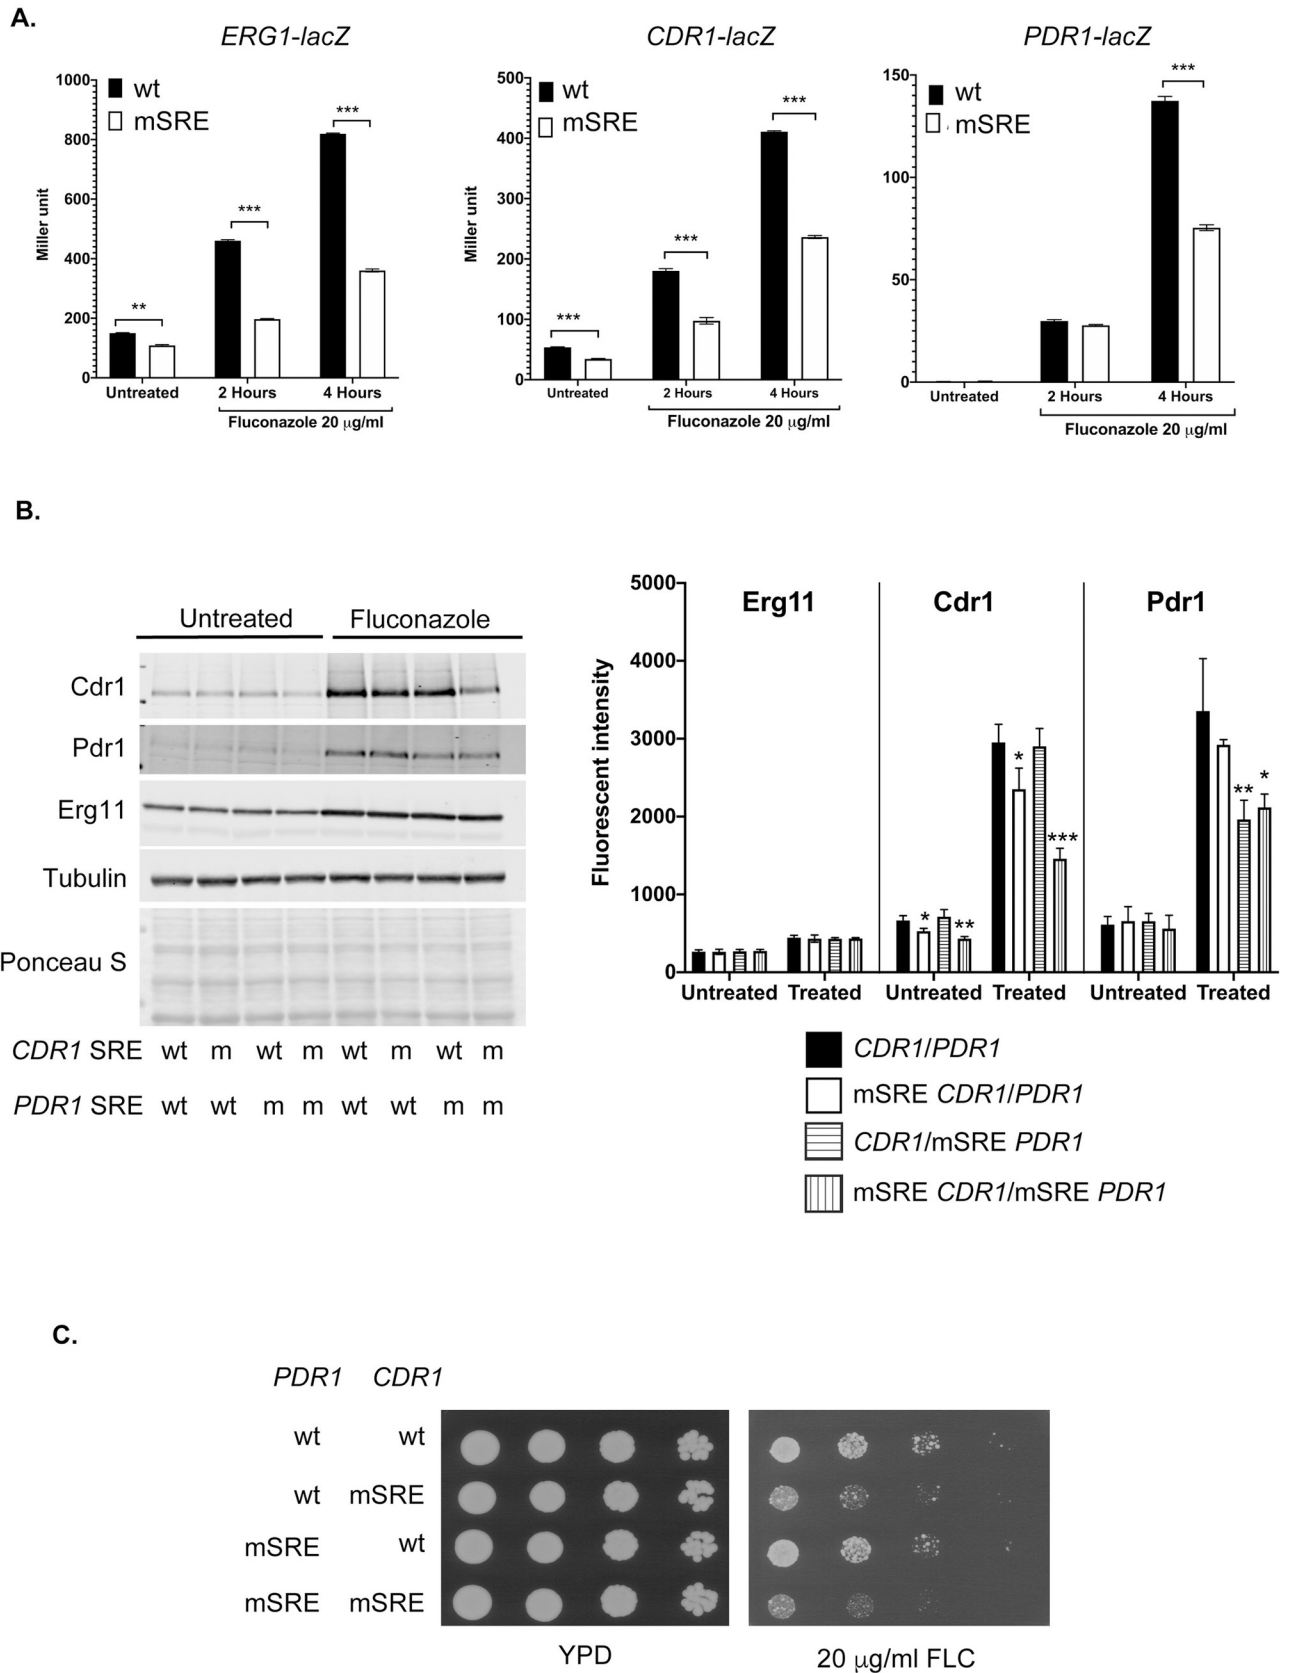 A.
ERG1-lacZ
CDR1-lacZ
PDR1-lacZ
Miller unit
1000
800
600
400
200
0
wt
mSRE
**
***
***
Untreated
2 Hours
4 Hours
Fluconazole 20 μg/ml
Miller unit
500
400
300
200
100
0
wt
mSRE
***
***
***
Untreated
2 Hours
4 Hours
Fluconazole 20 μg/ml
150
100
50
0
wt
mSRE
***
Untreated
2 Hours
4 Hours
Fluconazole 20 μg/ml
B.
Untreated
Fluconazole
Cdr1
Pdr1
Erg11
Tubulin
Ponceau S
CDR1 SRE wt m wt m wt m wt m
PDR1 SRE wt wt m m wt wt m m
Fluorescent intensity
5000
4000
3000
2000
1000
0
Erg11
Cdr1
Pdr1
* ** * ***
** *
Untreated Treated Untreated Treated Untreated Treated
CDR1/PDR1
mSRE CDR1/PDR1
CDR1/mSRE PDR1
mSRE CDR1/mSRE PDR1
C.
PDR1 CDR1
wt wt
wt mSRE
mSRE wt
mSRE mSRE
YPD
20 μg/ml FLC